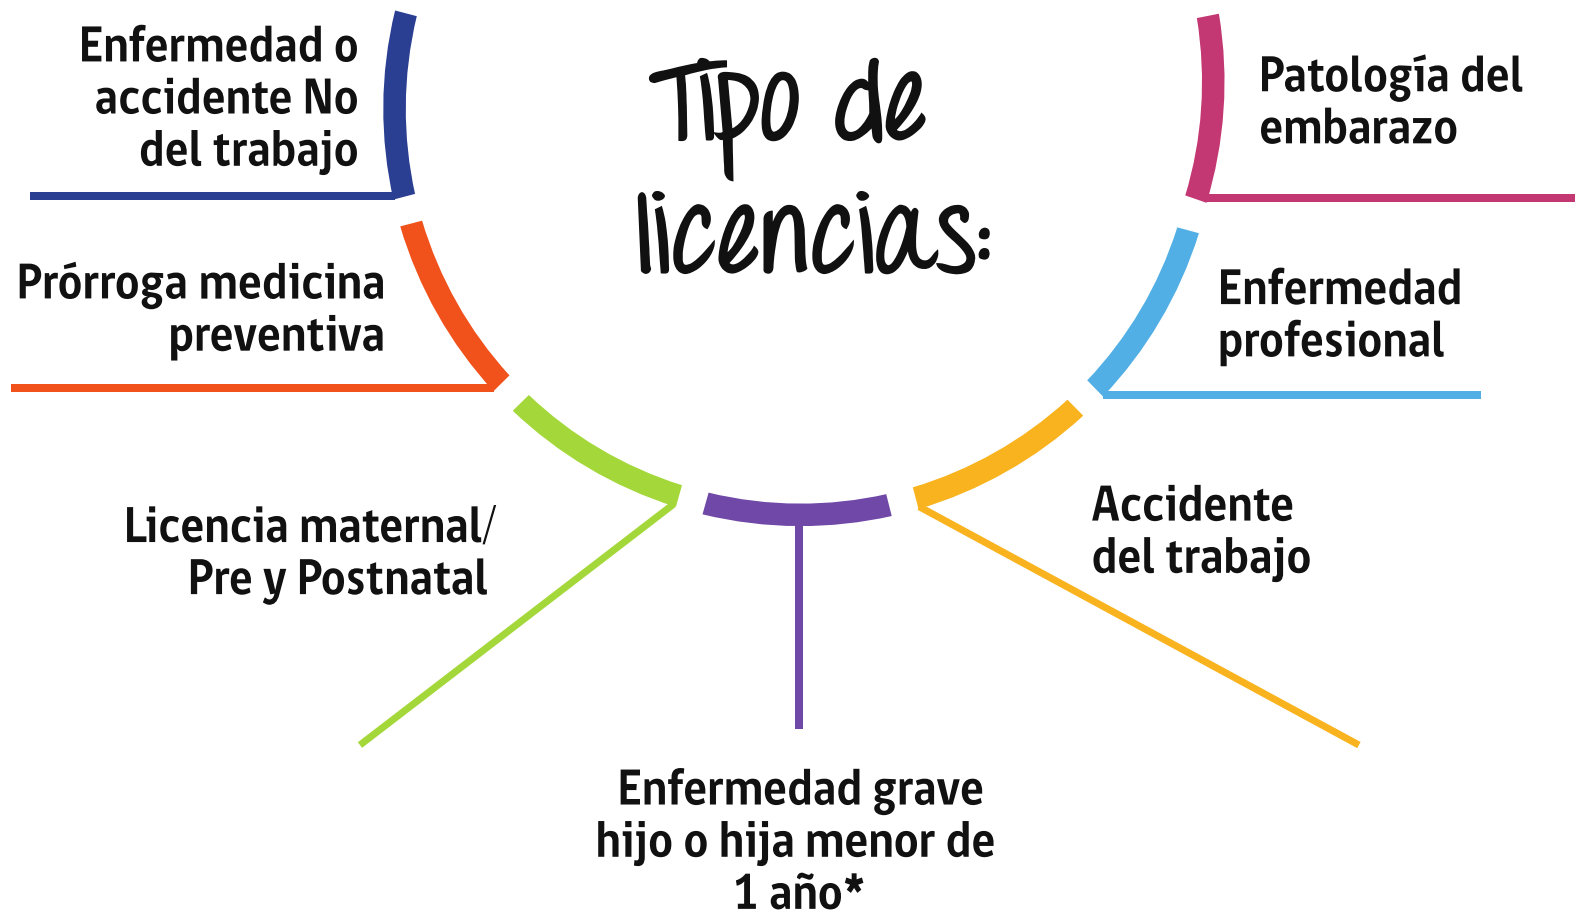 Tipo de
licencias:
Enfermedad o
accidente No
del trabajo
Prórroga medicina
preventiva
Licencia maternal/
Pre y Postnatal
Enfermedad grave
hijo o hija menor de
1 año*
Accidente
del trabajo
Enfermedad
profesional
Patología del
embarazo